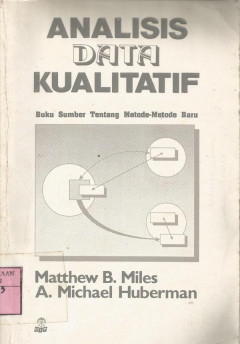 ANALISIS
DATA
KUALITATIF
Buku Sumber Tentang Metode-Metode Baru
Matthew B. Miles
A. Michael Huberman